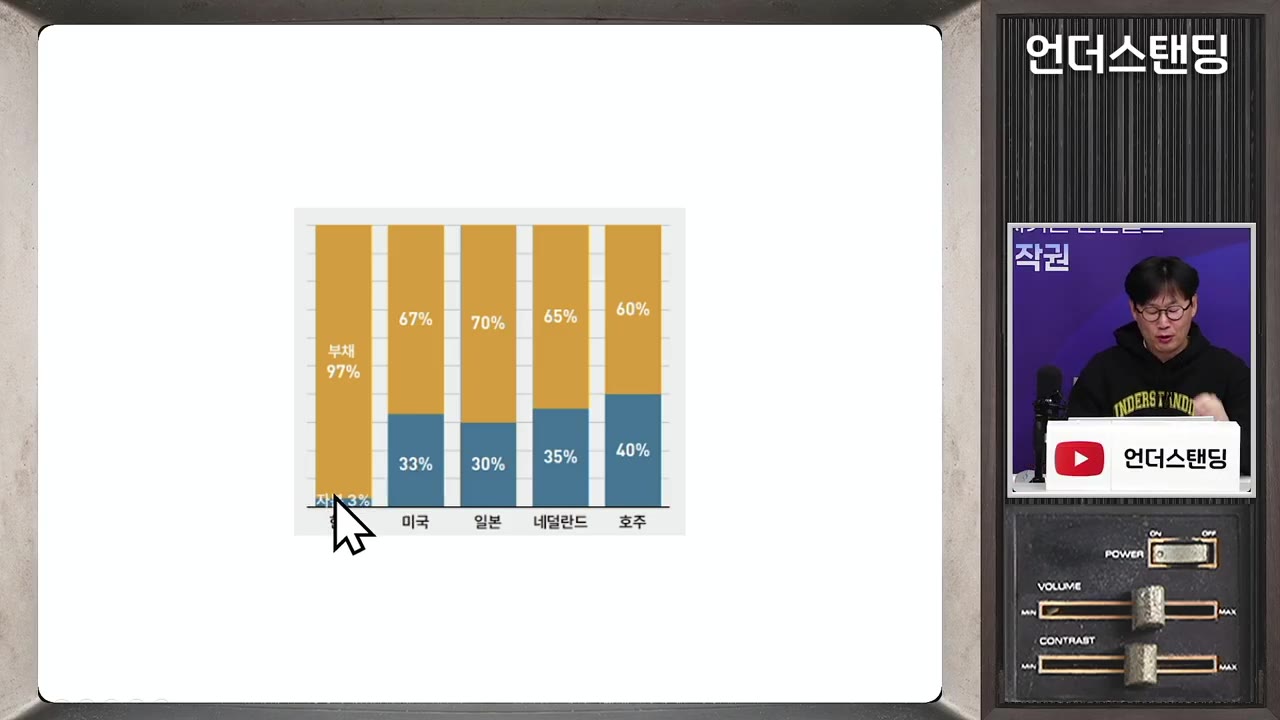 언더스탠딩
67%
70%
65%
60%
부채
97%
33%
30%
35%
40%
3%
미국
일본
네덜란드
호주
작권
UNDERSTANDING
언더스탠딩
ON
OFF
POWER
VOLUME
MIN
MAX
CONTRAST
MIN
MAX